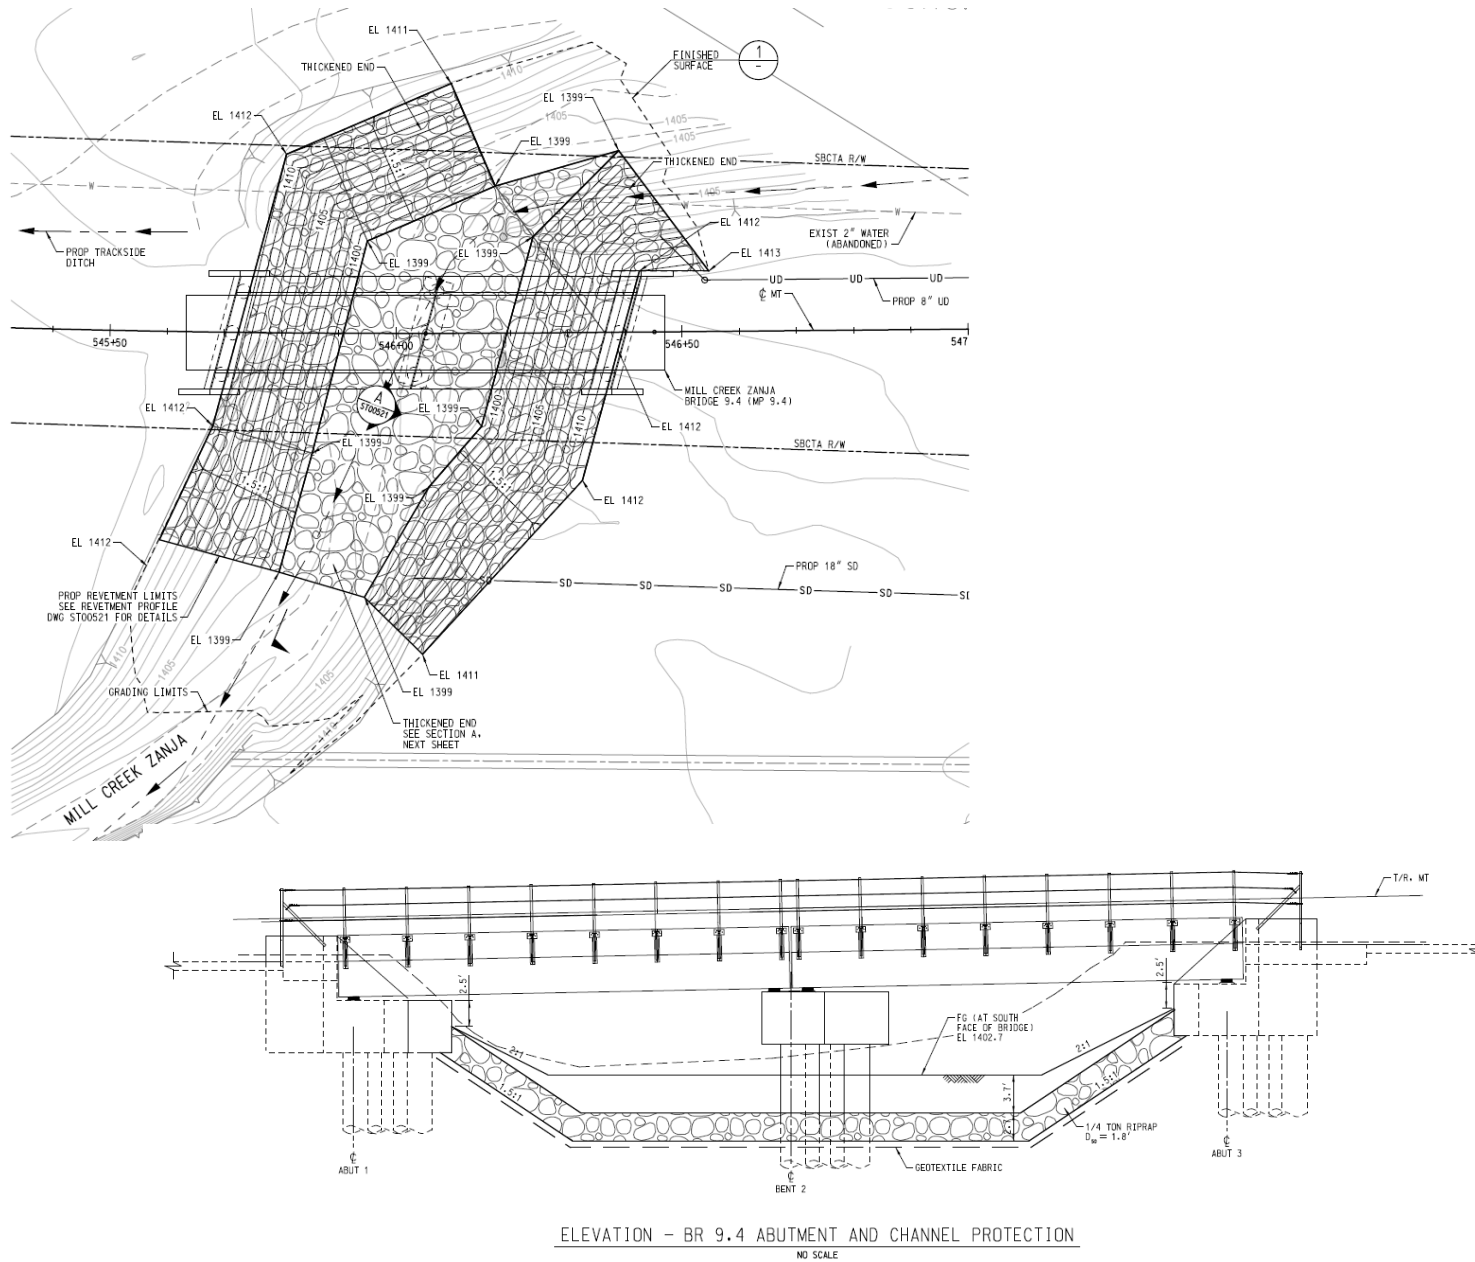 EL 1411
THICKENED END
FINISHED
SURFACE
1
-
1410
EL 1399
EL 1412
1405
1405
EL 1399
SBCTA R/W
THICKENED END
1.5:1
1410
W
W
1405
W
W
EL 1412
1405
EXIST 2" WATER
(ABANDONED)
PROP TRACKSIDE
DITCH
1400
EL 1399
EL 1399
EL 1413
UD
UD
UD
PROP 8" UD
℄ MT
545+50
546+00
546+50
547
MILL CREEK ZANJA
BRIDGE 9.4 (MP 9.4)
A
ST00521
EL 1412
EL 1399
1400
1405
1410
EL 1412
EL 1399
SBCTA R/W
1.5:1
1.5:1
EL 1399
EL 1412
EL 1412
PROP 18" SD
SD
SD
SD
SD
SD
SD
PROP REVETMENT LIMITS
SEE REVETMENT PROFILE
DWG ST00521 FOR DETAILS
EL 1399
1410
1405
1405
EL 1411
EL 1399
GRADING LIMITS
1410
THICKENED END
SEE SECTION A,
NEXT SHEET
MILL CREEK ZANJA
T/R, MT
2.5'
2.5'
FG (AT SOUTH
FACE OF BRIDGE)
EL 1402.7
2:1
2:1
1.5:1
1.5:1
3.7'
1/4 TON RIPRAP
D50 = 1.8'
℄
ABUT 1
℄
BENT 2
℄
ABUT 3
GEOTEXTILE FABRIC
ELEVATION - BR 9.4 ABUTMENT AND CHANNEL PROTECTION
NO SCALE